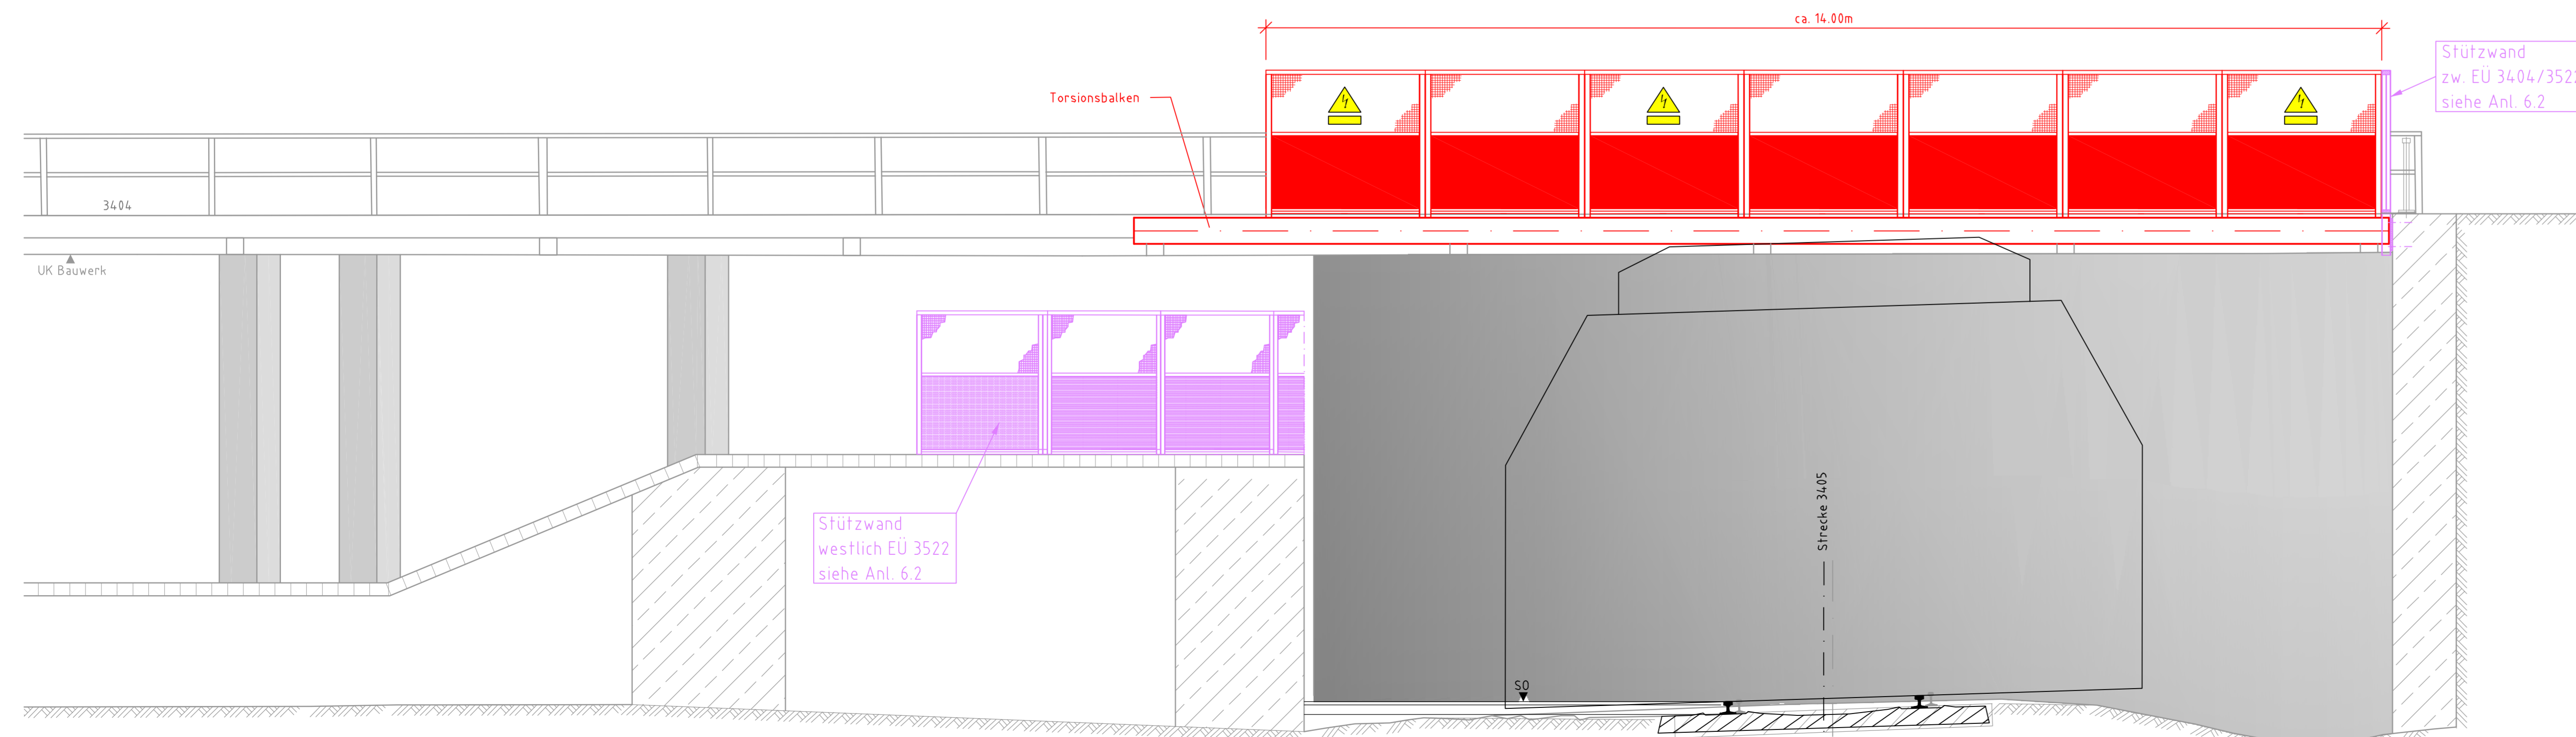 ca. 14.00m
Stützwand
zw. EÜ 3404/3522
siehe Anl. 6.2
Torsionsbalken
3404
UK Bauwerk
Stützwand
westlich EÜ 3522
siehe Anl. 6.2
Strecke 3405
SO